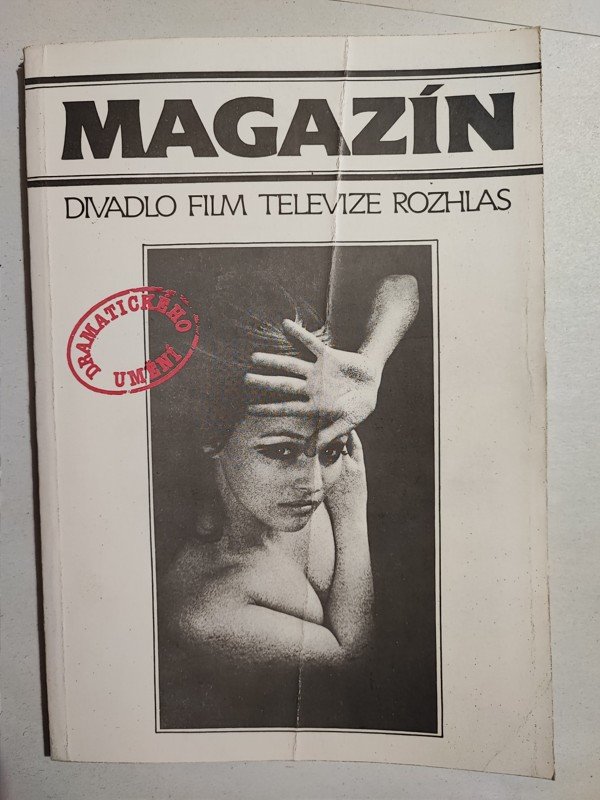 MAGAZÍN
DIVADLO FILM TELEVIZE ROZHLAS
DRAMATICKÉHO
UMĚNÍ